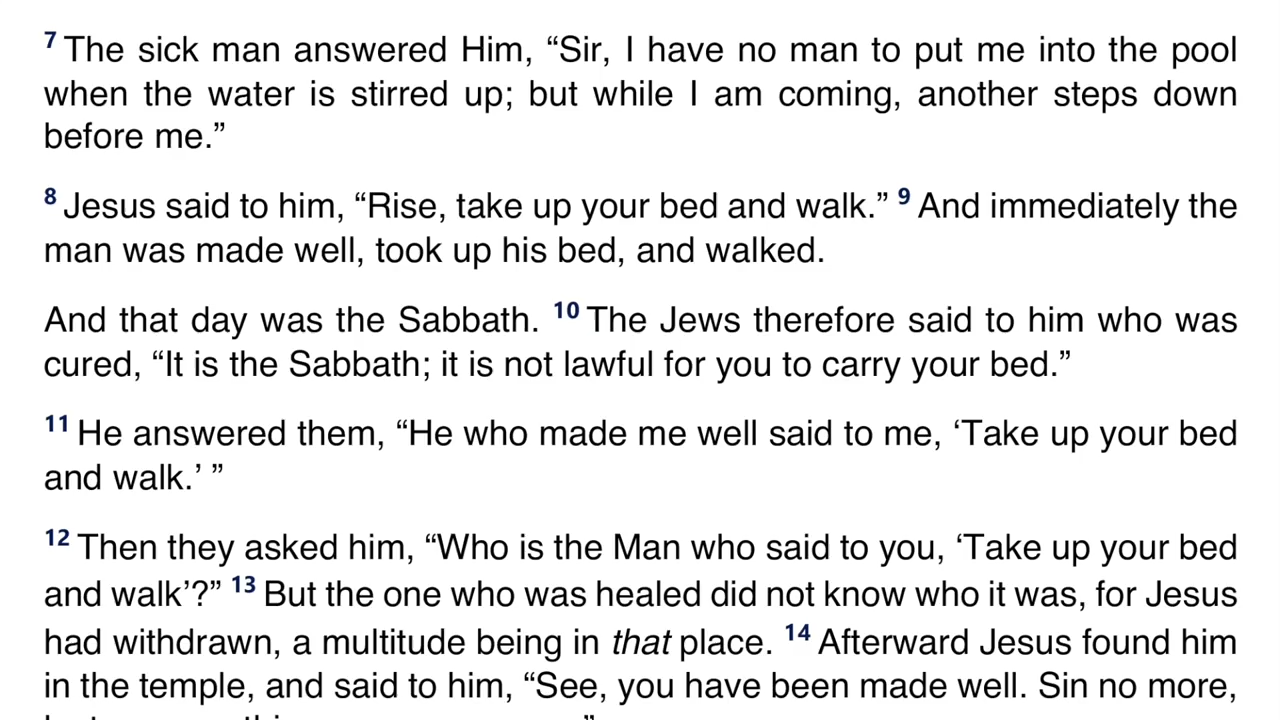 7 The sick man answered Him, “Sir, I have no man to put me into the pool
when the water is stirred up; but while I am coming, another steps down
before me.”
8 Jesus said to him, “Rise, take up your bed and walk.” 9 And immediately the
man was made well, took up his bed, and walked.
And that day was the Sabbath. 10 The Jews therefore said to him who was
cured, “It is the Sabbath; it is not lawful for you to carry your bed.”
11 He answered them, “He who made me well said to me, ‘Take up your bed
and walk.’ ”
12 Then they asked him, “Who is the Man who said to you, ‘Take up your bed
and walk’?” 13 But the one who was healed did not know who it was, for Jesus
had withdrawn, a multitude being in that place. 14 Afterward Jesus found him
in the temple, and said to him, “See, you have been made well. Sin no more,